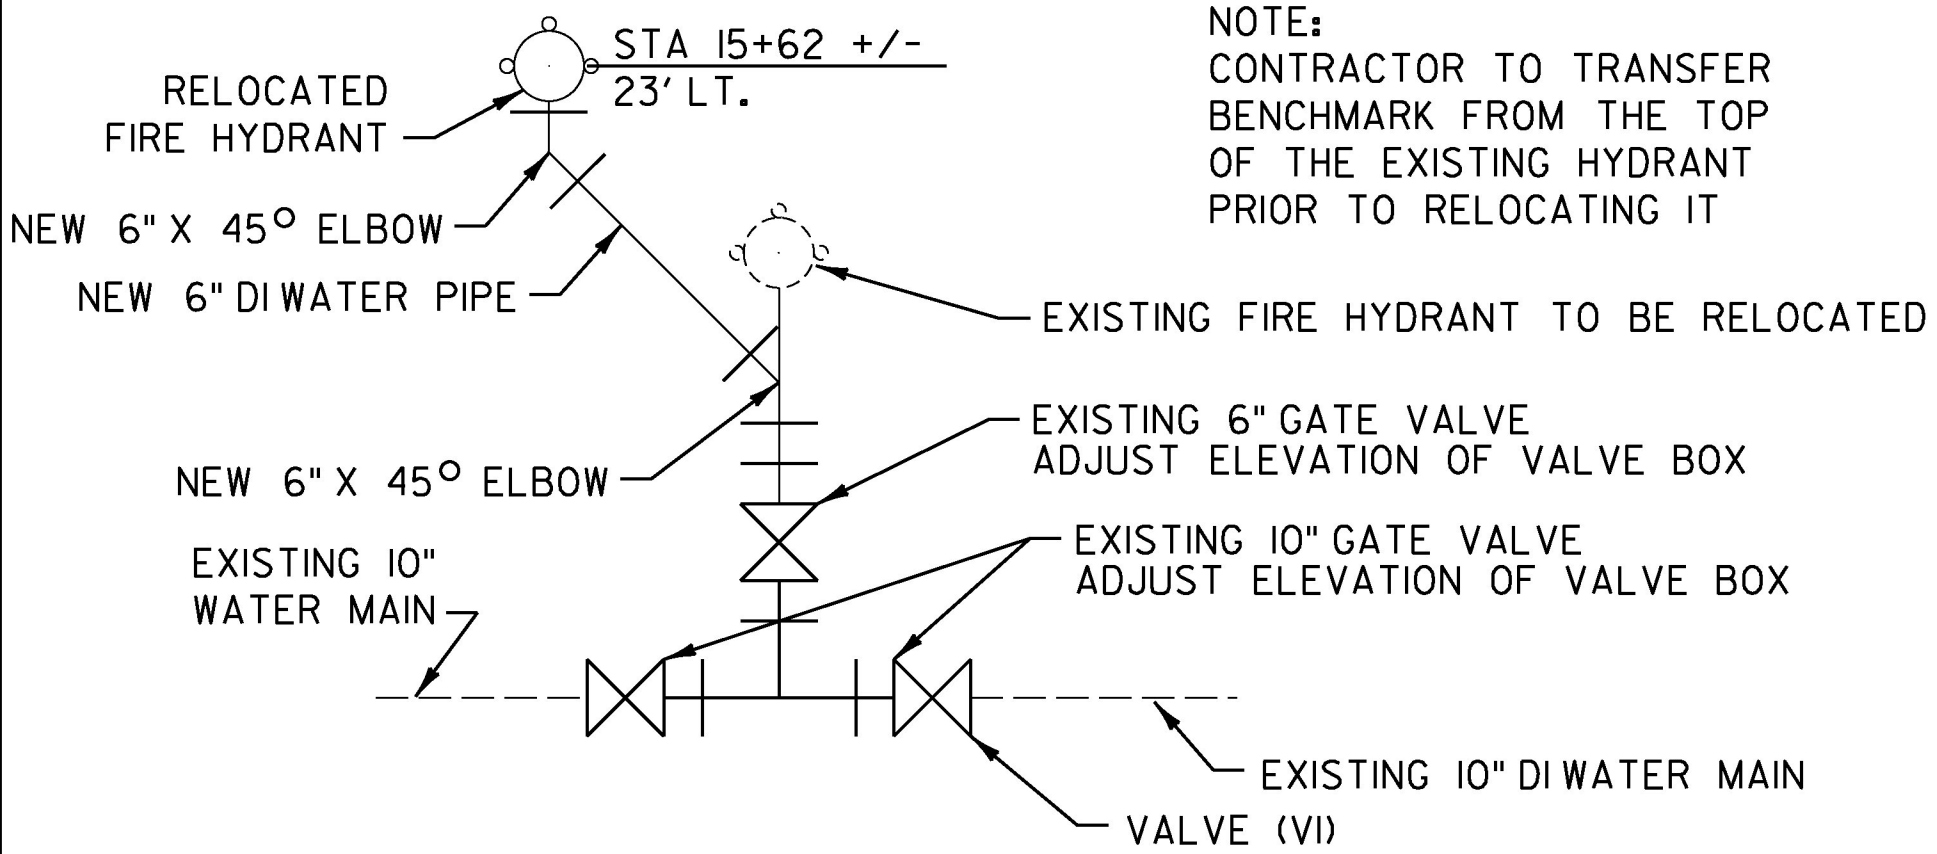 STA 15+62 +/-
23' LT.
RELOCATED
FIRE HYDRANT
NEW 6" X 45° ELBOW
NEW 6" DI WATER PIPE
NOTE:
CONTRACTOR TO TRANSFER
BENCHMARK FROM THE TOP
OF THE EXISTING HYDRANT
PRIOR TO RELOCATING IT
EXISTING FIRE HYDRANT TO BE RELOCATED
EXISTING 6" GATE VALVE
ADJUST ELEVATION OF VALVE BOX
NEW 6" X 45° ELBOW
EXISTING 10" GATE VALVE
ADJUST ELEVATION OF VALVE BOX
EXISTING 10"
WATER MAIN
EXISTING 10" DI WATER MAIN
VALVE (V1)